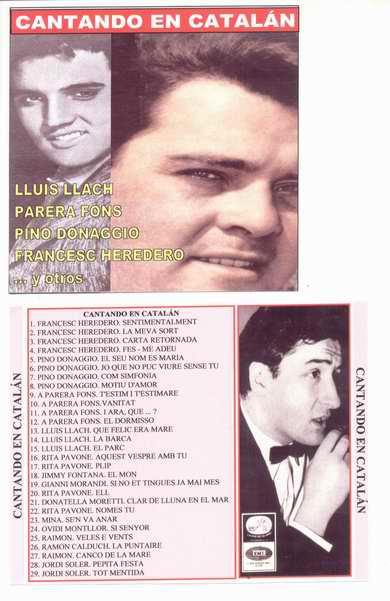 CANTANDO EN CATALÁN
LLUIS LLACH
PARERA FONS
PINO DONAGGIO
FRANCESC HEREDERO
... y otros
CANTANDO EN CATALÁN
CANTANDO EN CATALÁN
1. FRANCESC HEREDERO. SENTIMENTALMENT
2. FRANCESC HEREDERO. LA MEVA SORT
3. FRANCESC HEREDERO. CARTA RETORNADA
4. FRANCESC HEREDERO. FES - ME ADEU
5. PINO DONAGGIO. EL SEU NOM ES MARIA
6. PINO DONAGGIO. JO QUE NO PUC VIURE SENSE TU
7. PINO DONAGGIO. COM SIMFONIA
8. PINO DONAGGIO. MOTIU D'AMOR
9. A PARERA FONS. T'ESTIM I T'ESTIMARE
10. A PARERA FONS.VANITAT
11. A PARERA FONS. I ARA, QUE ... ?
12. A PARERA FONS. EL DORMISSO
13. LLUIS LLACH. QUE FELIC ERA MARE
14. LLUIS LLACH. LA BARCA
15. LLUIS LLACH. EL PARC
16. RITA PAVONE. AQUEST VESPRE AMB TU
17. RITA PAVONE. PLIP
18. JIMMY FONTANA. EL MON
19. GIANNI MORANDI. SI NO ET TINGUES JA MAI MES
20. RITA PAVONE. ELL
21. DONATELLA MORETTI. CLAR DE LLUNA EN EL MAR
22. RITA PAVONE. NOMES TU
23. MINA. SEN VA ANAR
24. OVIDI MONTLLOR. SI SENYOR
25. RAIMON. VELES E VENTS
26. RAMON CALDUCH. LA PUNTAIRE
27. RAIMON. CANCO DE LA MARE
28. JORDI SOLER. PEPITA FESTA
29. JORDI SOLER. TOT MENTIDA
EMI
CANTANDO EN CATALÁN